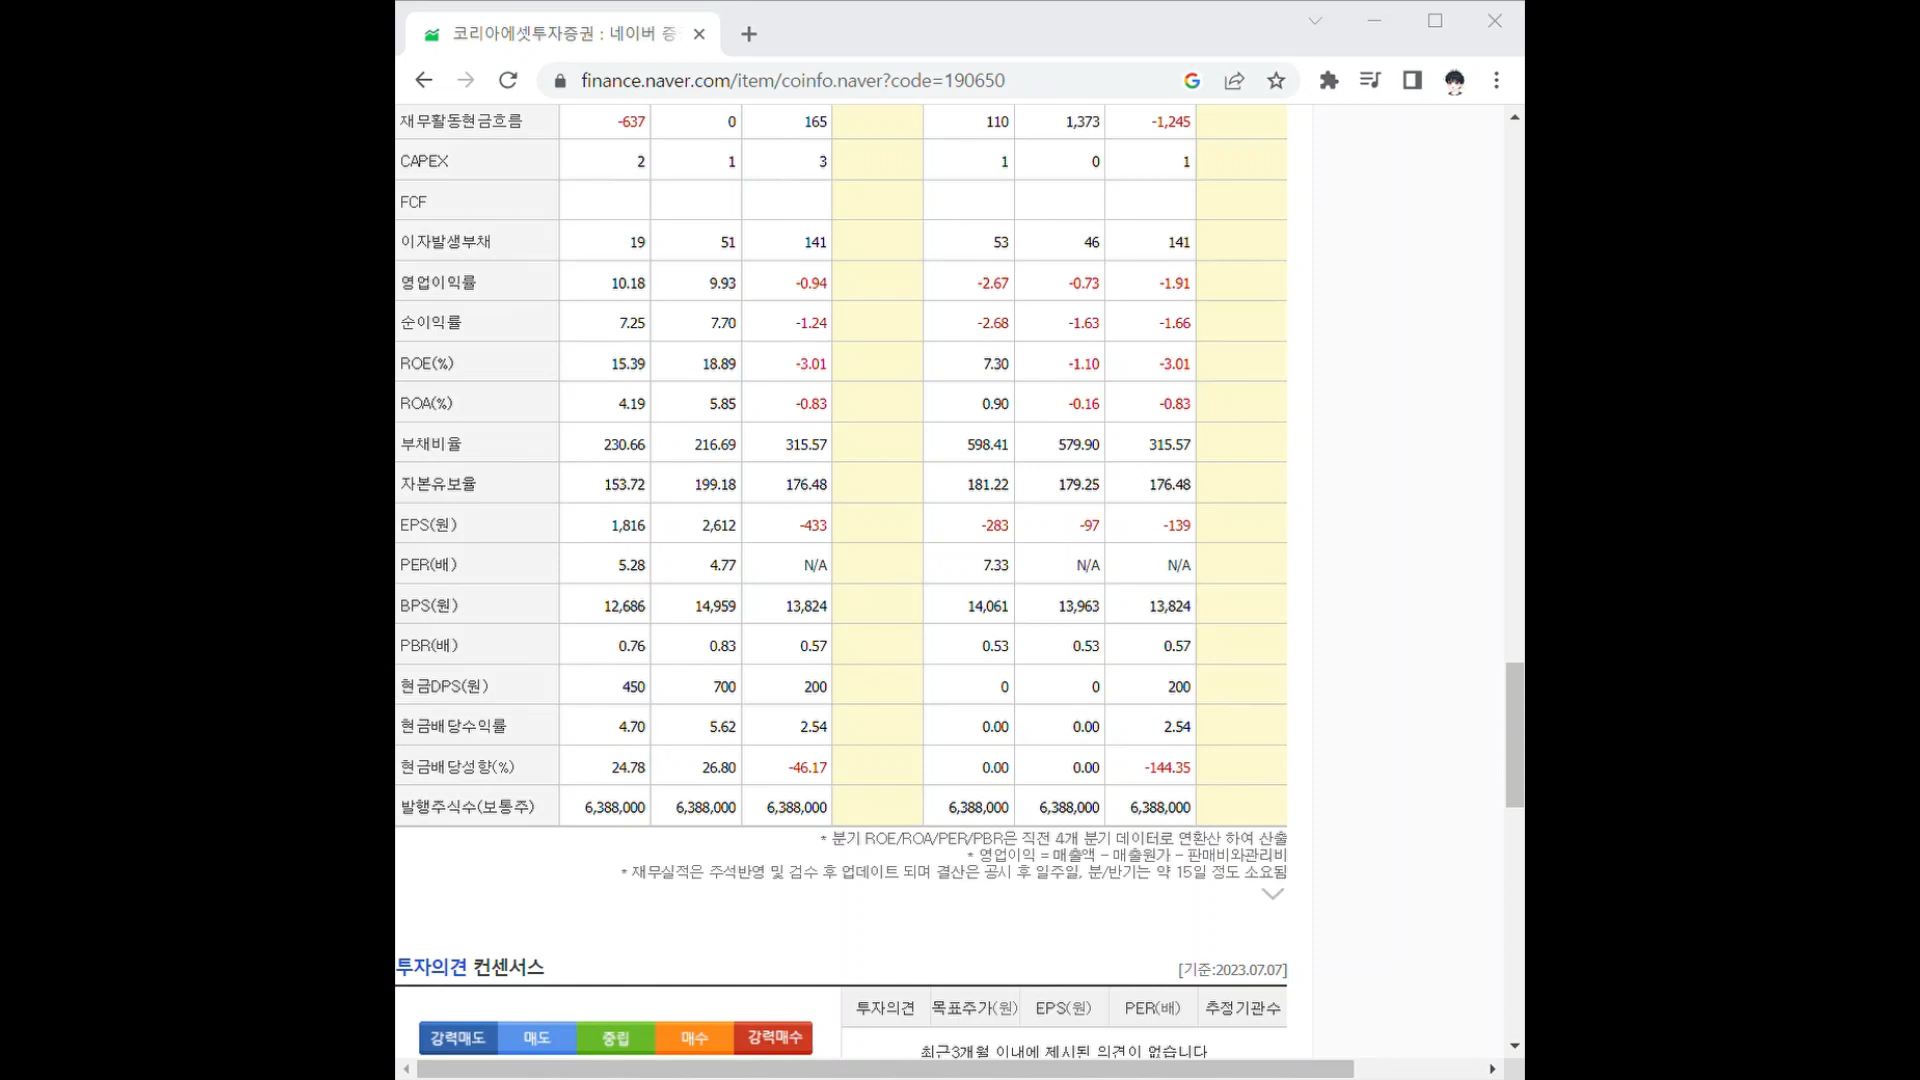 코리아에셋투자증권 : 네이버 증
finance.naver.com/item/coinfo.naver?code=190650
재무활동현금흐름 -637 0 165 110 1,373 -1,245
CAPEX 2 1 3 1 0 1
FCF
이자발생부채 19 51 141 53 46 141
영업이익률 10.18 9.93 -0.94 -2.67 -0.73 -1.91
순이익률 7.25 7.70 -1.24 -2.68 -1.63 -1.66
ROE(%) 15.39 18.89 -3.01 7.30 -1.10 -3.01
ROA(%) 4.19 5.85 -0.83 0.90 -0.16 -0.83
부채비율 230.66 216.69 315.57 598.41 579.90 315.57
자본유보율 153.72 199.18 176.48 181.22 179.25 176.48
EPS(원) 1,816 2,612 -433 -283 -97 -139
PER(배) 5.28 4.77 N/A 7.33 N/A N/A
BPS(원) 12,686 14,959 13,824 14,061 13,963 13,824
PBR(배) 0.76 0.83 0.57 0.53 0.53 0.57
현금DPS(원) 450 700 200 0 0 200
현금배당수익률 4.70 5.62 2.54 0.00 0.00 2.54
현금배당성향(%) 24.78 26.80 -46.17 0.00 0.00 -144.35
발행주식수(보통주) 6,388,000 6,388,000 6,388,000 6,388,000 6,388,000 6,388,000
* 분기 ROE/ROA/PER/PBR은 직전 4개 분기 데이터로 연환산 하여 산출
* 영업이익 = 매출액 - 매출원가 - 판매비와관리비
* 재무실적은 주석반영 및 검수 후 업데이트 되며 결산은 공시 후 일주일, 분/반기는 약 15일 정도 소요됨
투자의견 컨센서스 [기준:2023.07.07]
투자의견 목표주가(원) EPS(원) PER(배) 추정기관수
강력매도 매도 중립 매수 강력매수
최근3개월 이내에 제시된 의견이 없습니다